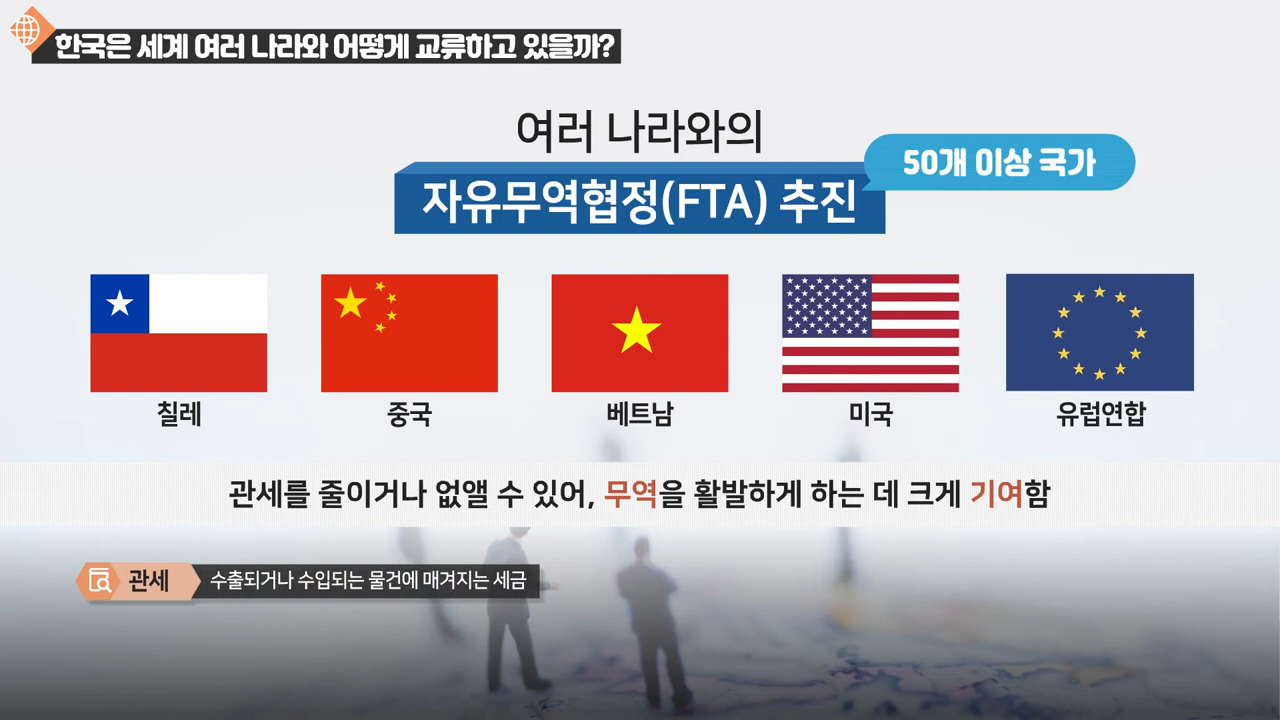 한국은 세계 여러 나라와 어떻게 교류하고 있을까?
여러 나라와의
자유무역협정(FTA) 추진
50개 이상 국가
칠레
중국
베트남
미국
유럽연합
관세를 줄이거나 없앨 수 있어, 무역을 활발하게 하는 데 크게 기여함
관세
수출되거나 수입되는 물건에 매겨지는 세금